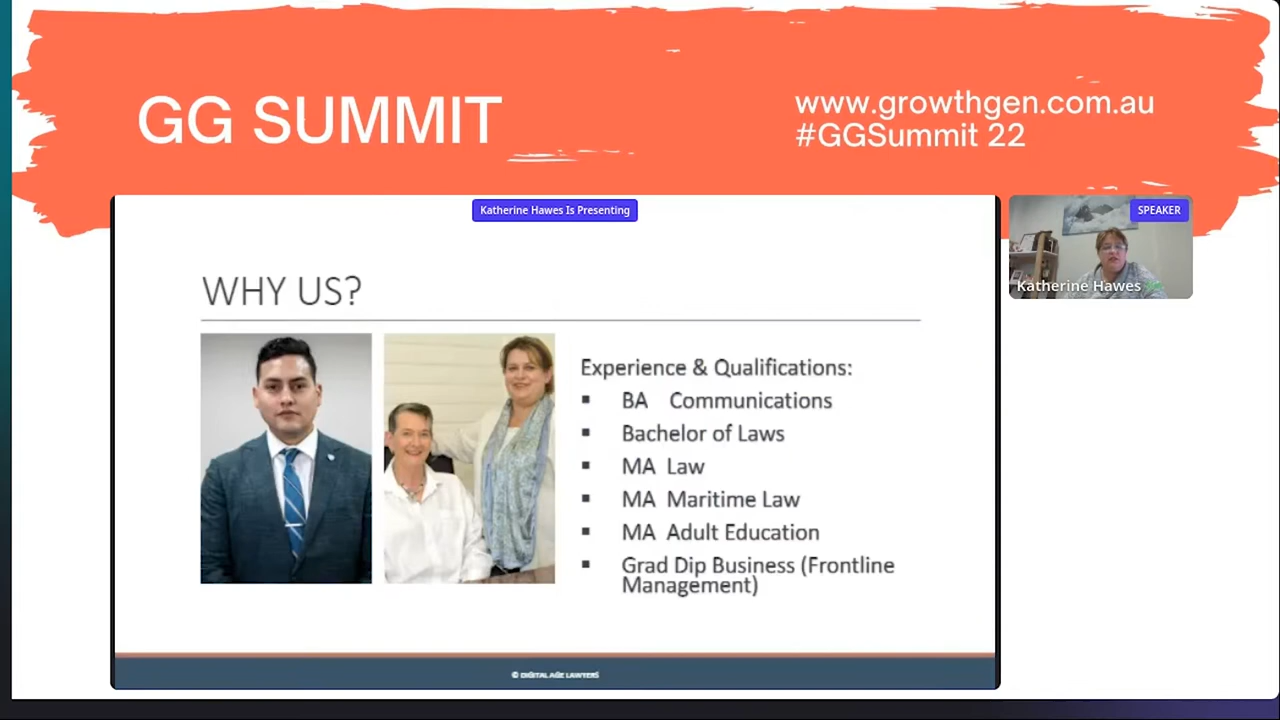 GG SUMMIT
www.growthgen.com.au
#GGSummit 22
Katherine Hawes Is Presenting
SPEAKER
Katherine Hawes
WHY US?
Experience & Qualifications:
▪ BA Communications
▪ Bachelor of Laws
▪ MA Law
▪ MA Maritime Law
▪ MA Adult Education
▪ Grad Dip Business (Frontline
Management)
© DIGITAL AGE LAWYERS